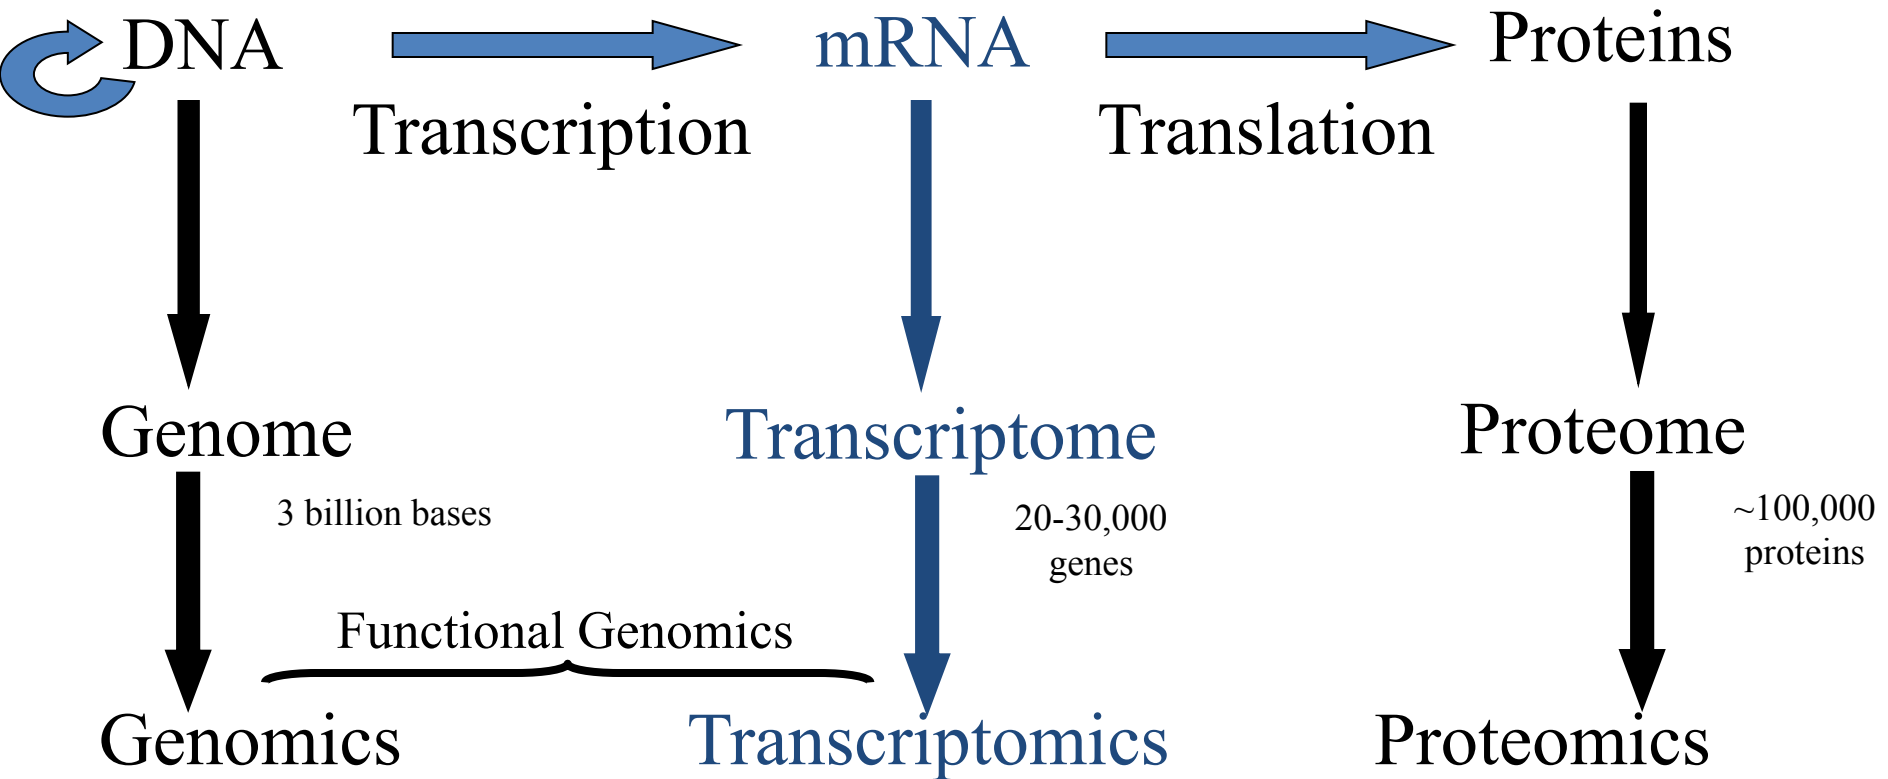 DNA
mRNA
Proteins
Transcription
Translation
Genome
Transcriptome
Proteome
3 billion bases
20-30,000
genes
~100,000
proteins
Functional Genomics
Genomics
Transcriptomics
Proteomics